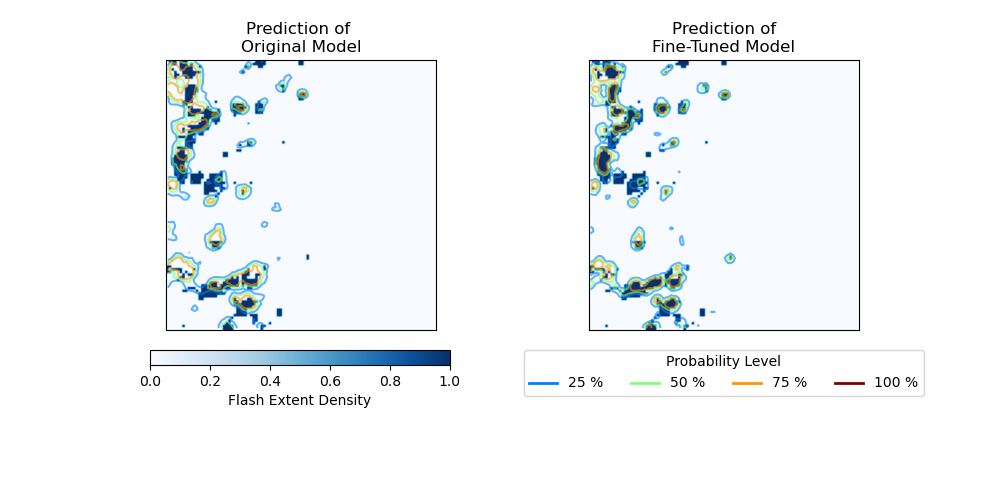 Prediction of
Original Model
Prediction of
Fine-Tuned Model
0.0 0.2 0.4 0.6 0.8 1.0
Flash Extent Density
Probability Level
25 % 50 % 75 % 100 %